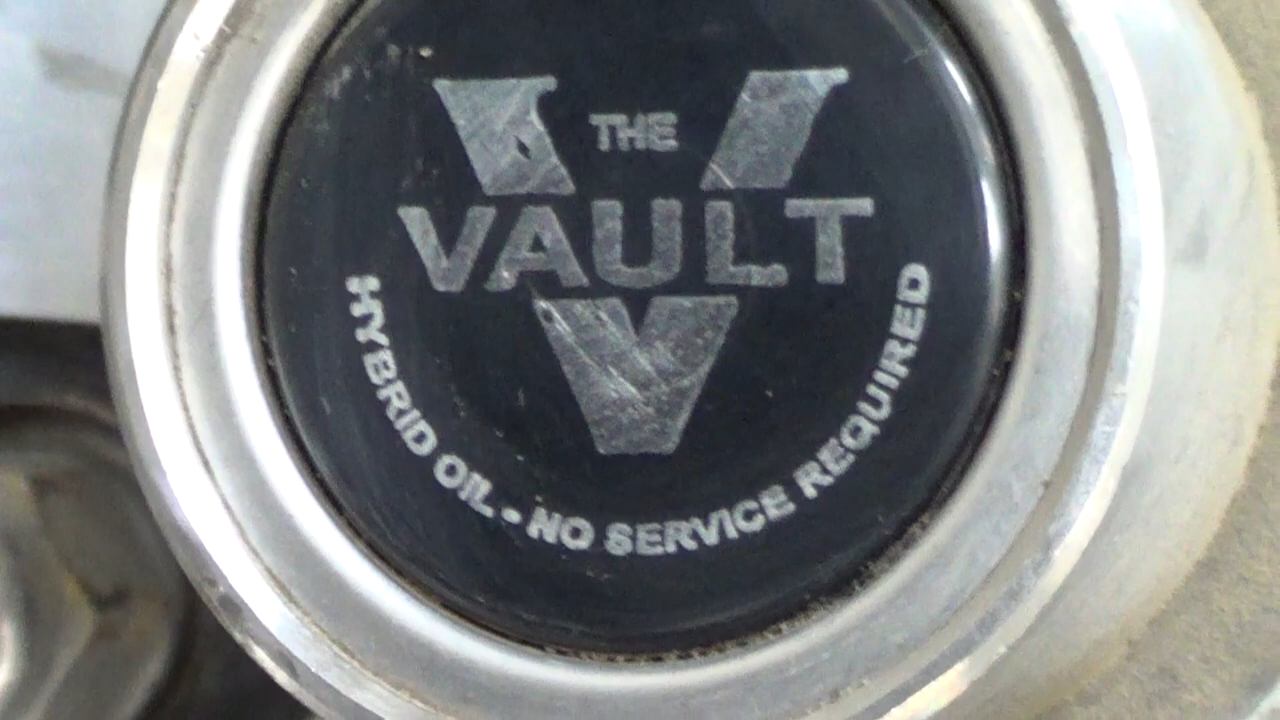 THE
VAULT
HYBRID OIL • NO SERVICE REQUIRED